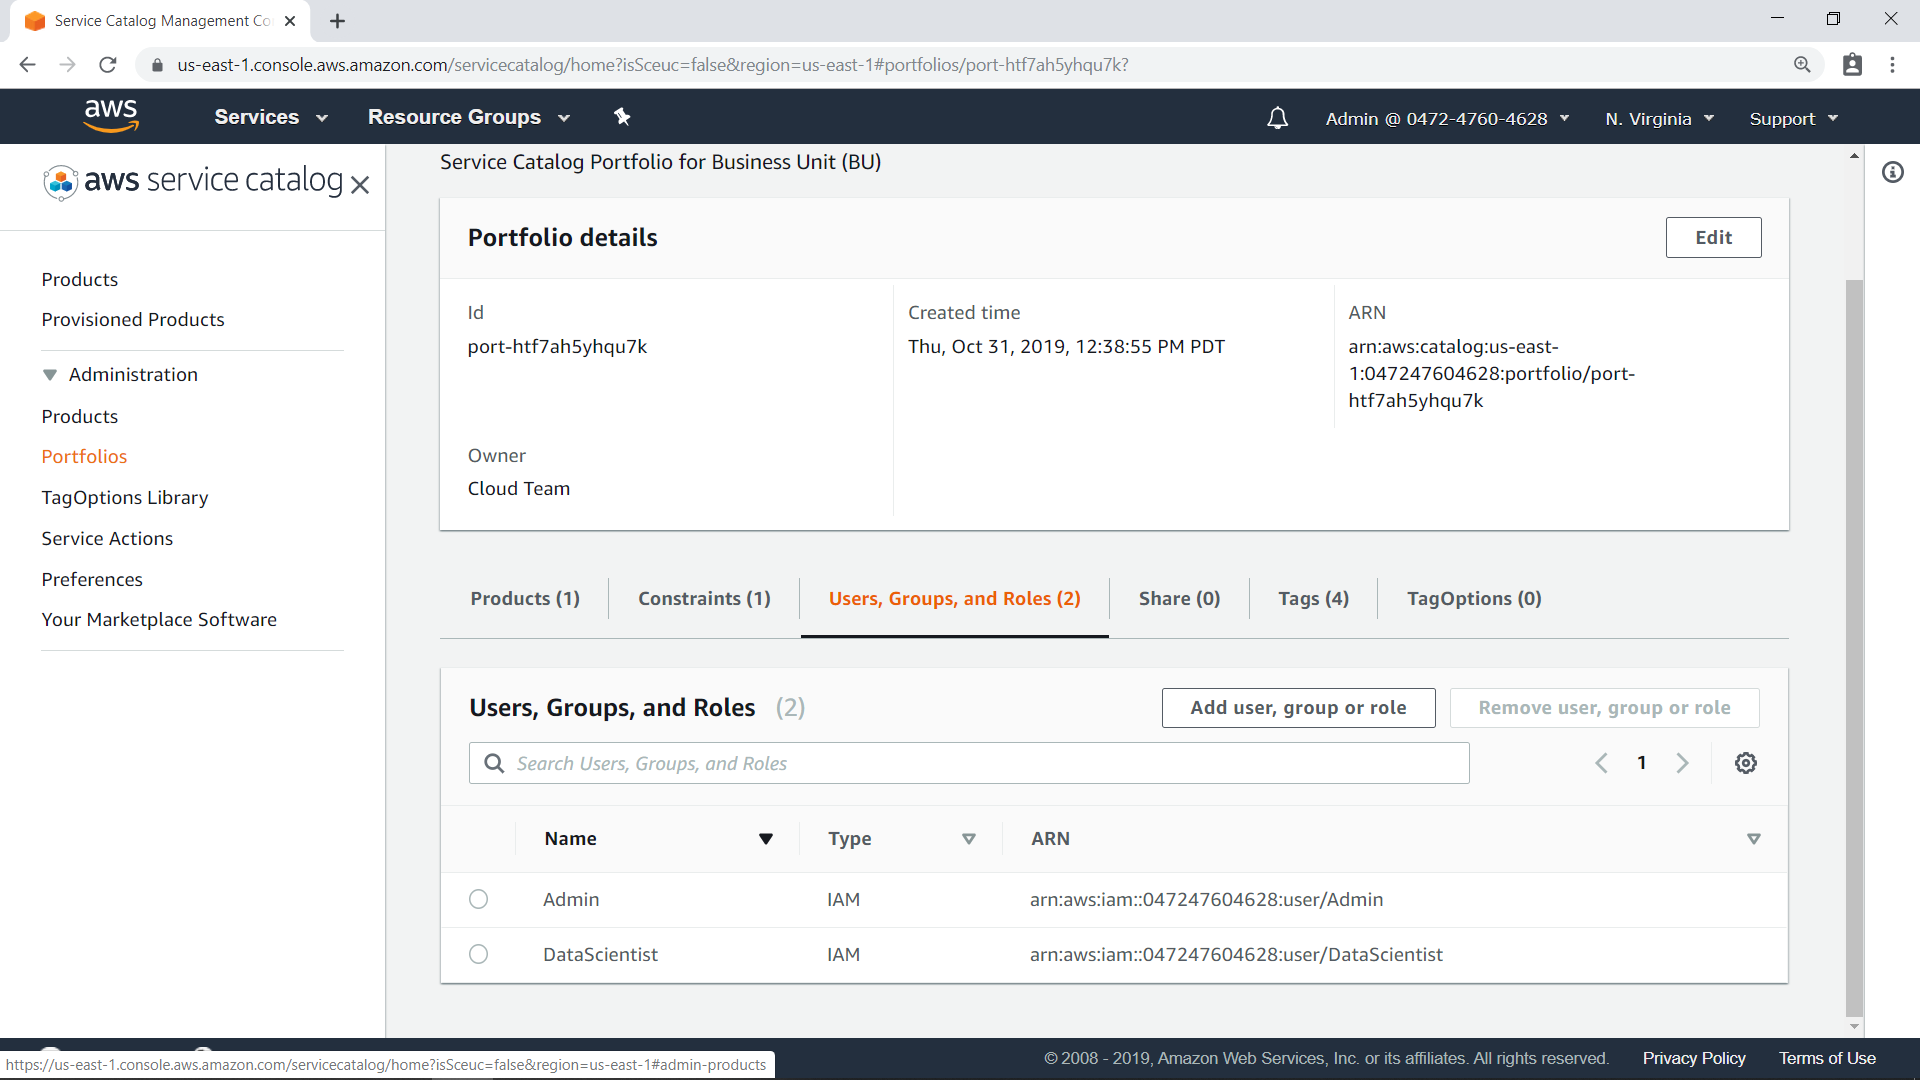 Service Catalog Management Co
us-east-1.console.aws.amazon.com/servicecatalog/home?isSceuc=false&region=us-east-1#portfolios/port-htf7ah5yhqu7k?
aws
Services
Resource Groups
Admin @ 0472-4760-4628
N. Virginia
Support
aws service catalog
Products
Provisioned Products
Administration
Products
Portfolios
TagOptions Library
Service Actions
Preferences
Your Marketplace Software
Service Catalog Portfolio for Business Unit (BU)
Portfolio details
Edit
Id
port-htf7ah5yhqu7k
Created time
Thu, Oct 31, 2019, 12:38:55 PM PDT
ARN
arn:aws:catalog:us-east-
1:047247604628:portfolio/port-
htf7ah5yhqu7k
Owner
Cloud Team
Products (1)
Constraints (1)
Users, Groups, and Roles (2)
Share (0)
Tags (4)
TagOptions (0)
Users, Groups, and Roles (2)
Add user, group or role
Remove user, group or role
Search Users, Groups, and Roles
1
Name
Type
ARN
Admin
IAM
arn:aws:iam::047247604628:user/Admin
DataScientist
IAM
arn:aws:iam::047247604628:user/DataScientist
https://us-east-1.console.aws.amazon.com/servicecatalog/home?isSceuc=false&region=us-east-1#admin-products
© 2008 - 2019, Amazon Web Services, Inc. or its affiliates. All rights reserved.
Privacy Policy
Terms of Use